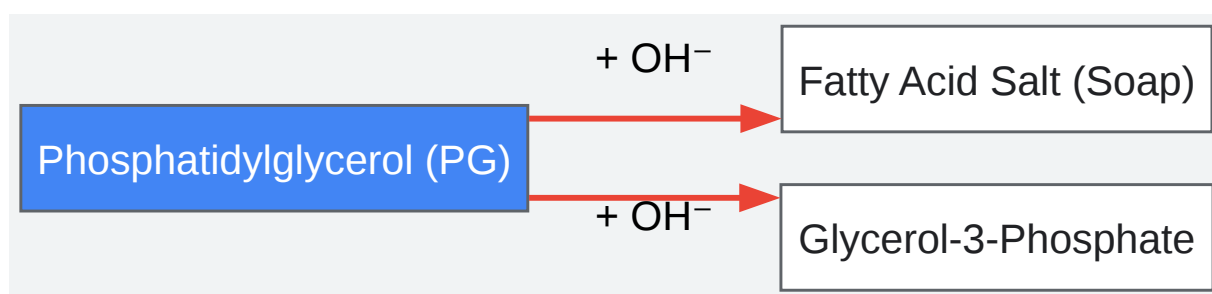 + OH⁻
Fatty Acid Salt (Soap)
Phosphatidylglycerol (PG)
+ OH⁻
Glycerol-3-Phosphate